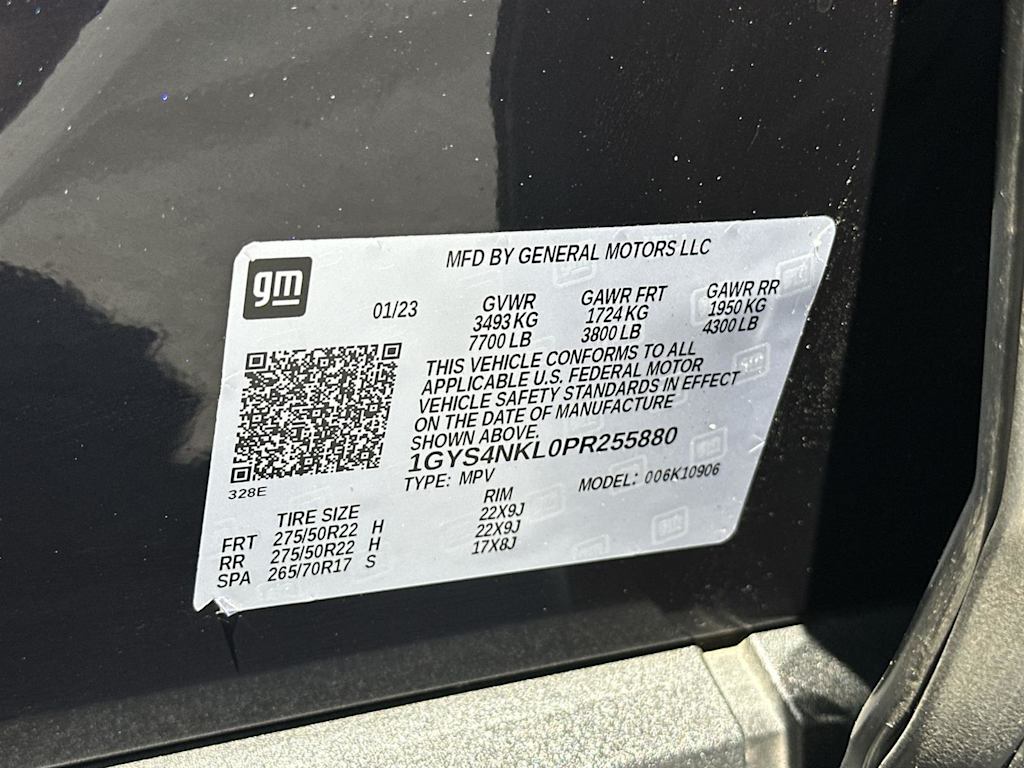 gm
MFD BY GENERAL MOTORS LLC
01/23
GVWR
3493 KG
7700 LB
GAWR FRT
1724 KG
3800 LB
GAWR RR
1950 KG
4300 LB
THIS VEHICLE CONFORMS TO ALL
APPLICABLE U.S. FEDERAL MOTOR
VEHICLE SAFETY STANDARDS IN EFFECT
ON THE DATE OF MANUFACTURE
SHOWN ABOVE.
1GYS4NKL0PR255880
TYPE: MPV
MODEL: 006K10906
328E
TIRE SIZE RIM
FRT 275/50R22 H 22X9J
RR 275/50R22 H 22X9J
SPA 265/70R17 S 17X8J